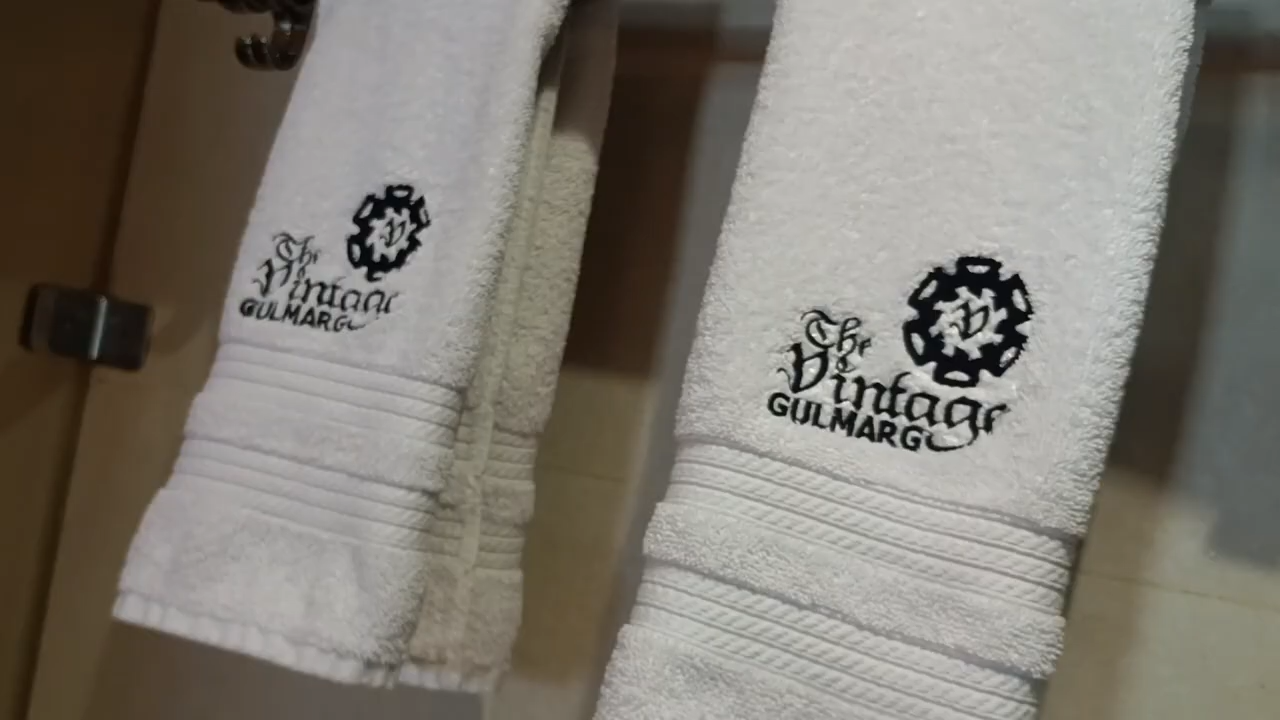 V
The
Vintage
GULMARG
V
The
Vintage
GULMARG